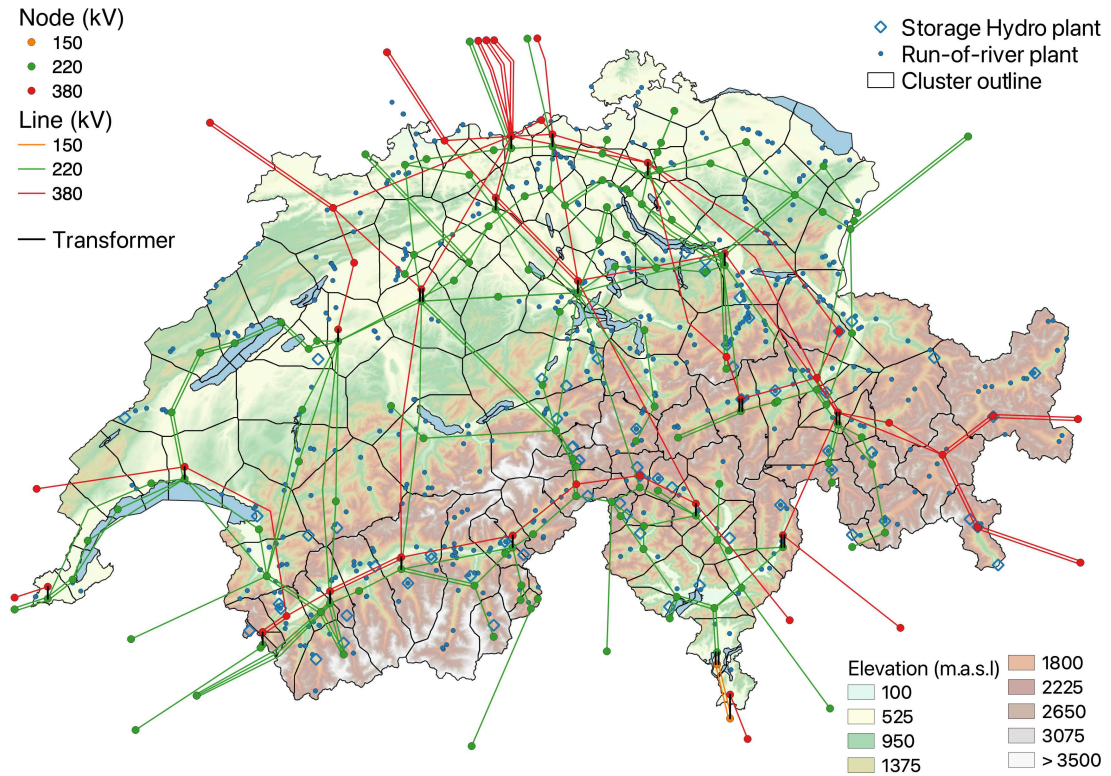 Node (kV)
150
220
380
Line (kV)
150
220
380
Transformer
Storage Hydro plant
Run-of-river plant
Cluster outline
Elevation (m.a.s.l)
100
525
950
1375
1800
2225
2650
3075
> 3500